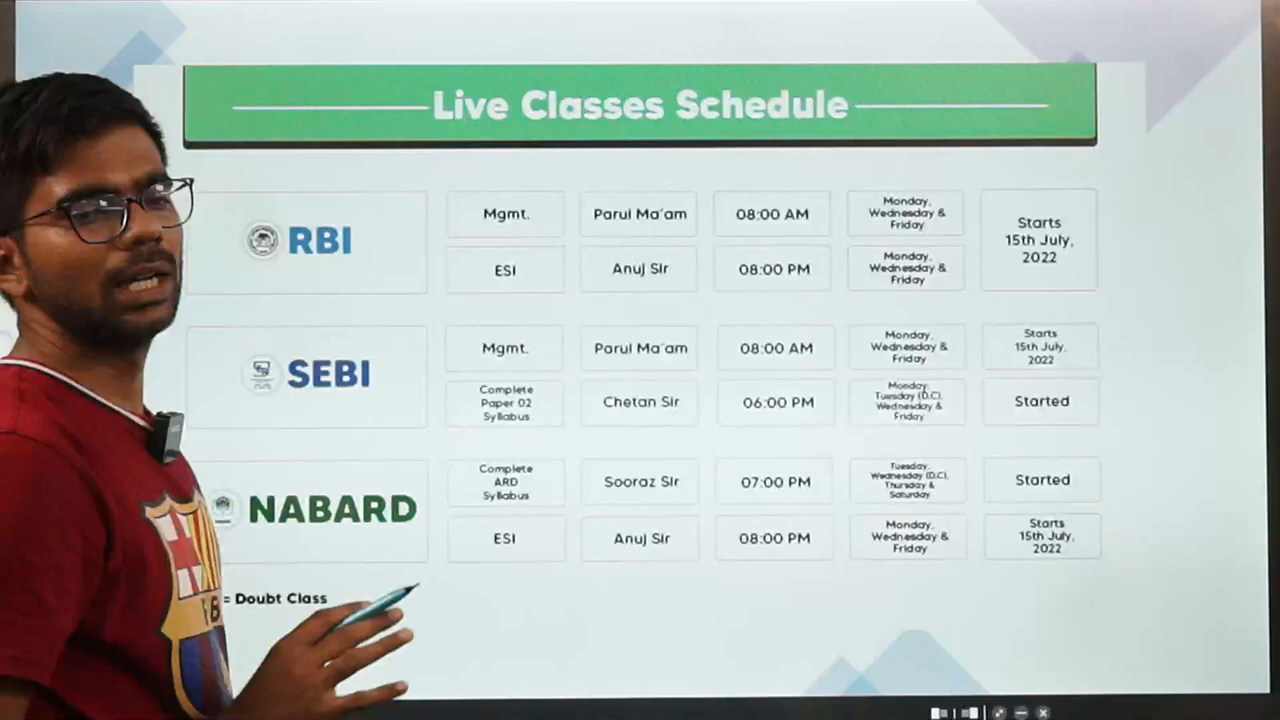 Live Classes Schedule
RBI
Mgmt.
Parul Ma'am
08:00 AM
Monday,
Wednesday &
Friday
Starts
15th July,
2022
ESI
Anuj Sir
08:00 PM
Monday,
Wednesday &
Friday
SEBI
Mgmt.
Parul Ma'am
08:00 AM
Monday,
Wednesday &
Friday
Starts
15th July,
2022
Complete
Paper 02
Syllabus
Chetan Sir
06:00 PM
Monday,
Tuesday (D.C),
Wednesday &
Friday
Started
NABARD
Complete
ARD
Syllabus
Sooraz Sir
07:00 PM
Tuesday,
Wednesday (D.C),
Thursday &
Saturday
Started
ESI
Anuj Sir
08:00 PM
Monday,
Wednesday &
Friday
Starts
15th July,
2022
= Doubt Class